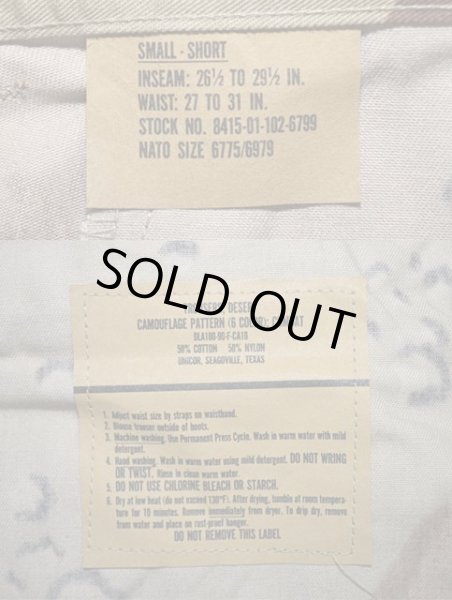 SMALL - SHORT
INSEAM: 26½ TO 29½ IN.
WAIST: 27 TO 31 IN.
STOCK NO. 8415-01-102-6799
NATO SIZE 6775/6979
SOLD OUT
CAMOUFLAGE PATTERN (6 COLOR):
DLA100-90-F-CA10
50% COTTON 50% NYLON
UNICOR, SEAGOVILLE, TEXAS
1. Adjust waist size by straps on waistband.
2. Blouse trouser outside of boots.
3. Machine washing. Use Permanent Press Cycle. Wash in warm water with mild
detergent.
4. Hand washing. Wash in warm water using mild detergent. DO NOT WRING
OR TWIST. Rinse in clean warm water.
5. DO NOT USE CHLORINE BLEACH OR STARCH.
6. Dry at low heat (do not exceed 130°F). After drying, tumble at room tempera-
ture for 10 minutes. Remove immediately from dryer. To drip dry, remove
from water and place on rust-proof hanger.
DO NOT REMOVE THIS LABEL